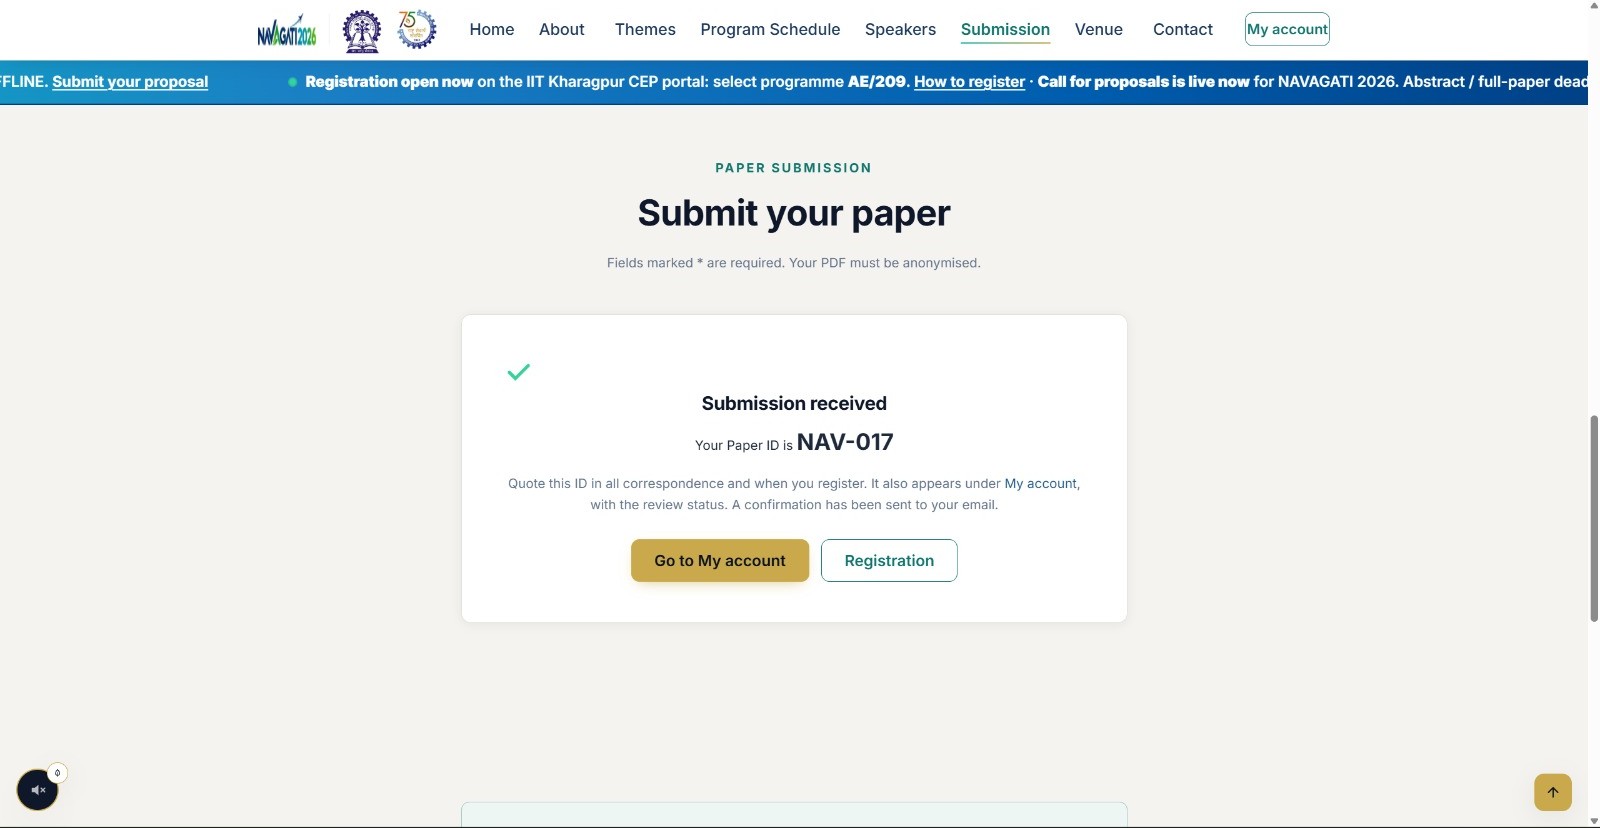 NAVAGATI2026
75
Home About Themes Program Schedule Speakers Submission Venue Contact My account
FFLINE. Submit your proposal Registration open now on the IIT Kharagpur CEP portal: select programme AE/209. How to register · Call for proposals is live now for NAVAGATI 2026. Abstract / full-paper dead
PAPER SUBMISSION
Submit your paper
Fields marked * are required. Your PDF must be anonymised.
Submission received
Your Paper ID is NAV-017
Quote this ID in all correspondence and when you register. It also appears under My account,
with the review status. A confirmation has been sent to your email.
Go to My account Registration